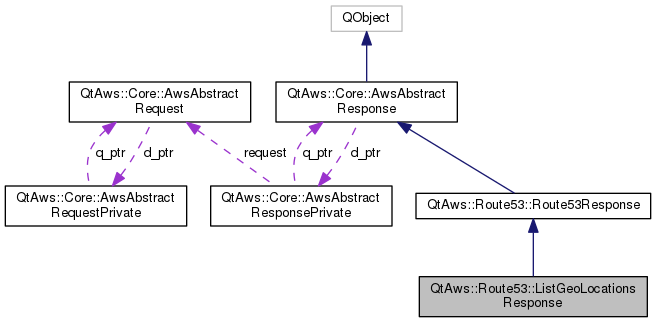 QObject
QtAws::Core::AwsAbstract
Request
QtAws::Core::AwsAbstract
Response
q_ptr
d_ptr
request
q_ptr
d_ptr
QtAws::Core::AwsAbstract
RequestPrivate
QtAws::Core::AwsAbstract
ResponsePrivate
QtAws::Route53::Route53Response
QtAws::Route53::ListGeoLocations
Response